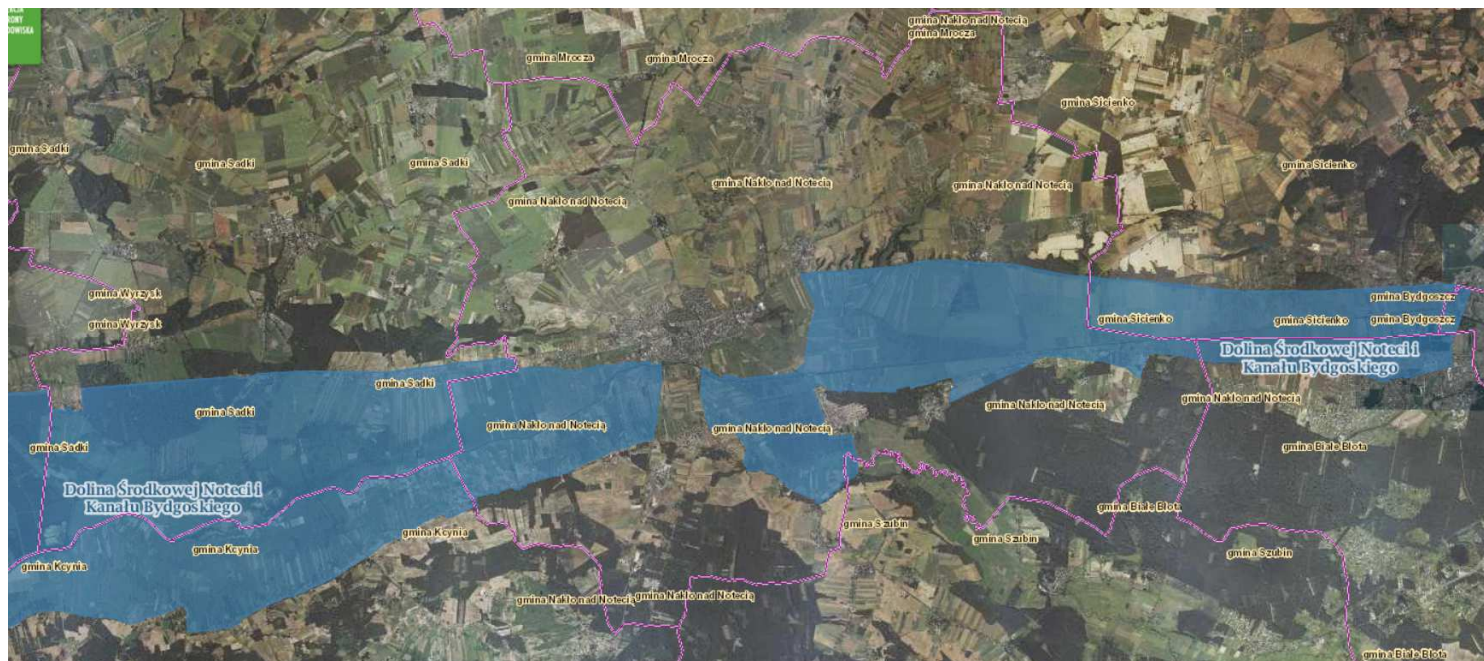 RONY
gmina Nakło nad Notecią
gmina Mrocza
gmina Mrocza
gmina Mrocza
gmina Sicienko
gmina Sadki
gmina Sadki
gmina Sadki
gmina Sicienko
gmina Nakło nad Notecią
gmina Nakło nad Notecią
gmina Nakło nad Notecią
gmina Wyrzysk
gmina Wyrzysk
gmina Bydgoszcz
gmina Sicienko
gmina Sicienko
gmina Bydgoszcz
Dolina Środkowej Noteci i
Kanału Bydgoskiego
gmina Sadki
gmina Sadki
gmina Nakło nad Notecią
gmina Nakło nad Notecią
gmina Nakło nad Notecią
gmina Nakło nad Notecią
gmina Sadki
gmina Białe Błota
Dolina Środkowej Noteci i
Kanału Bydgoskiego
gmina Białe Błota
gmina Kcynia
gmina Kcynia
gmina Szubin
gmina Szubin
gmina Szubin
gmina Kcynia
gmina Nakło nad Notecią
gmina Nakło nad Notecią
gmina Białe Błota